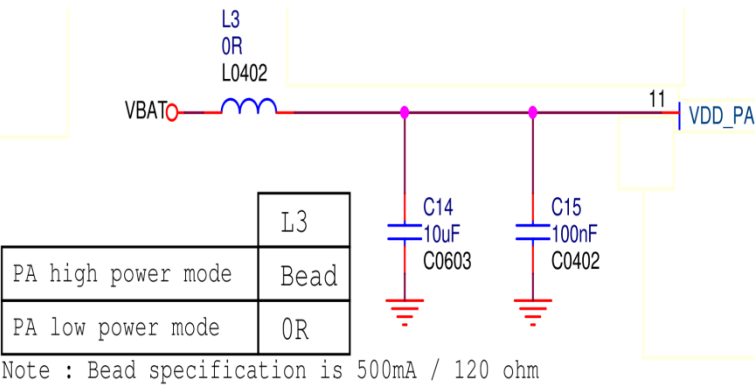 L3
0R
L0402
VBAT
11
VDD_PA
C14
10uF
C0603
C15
100nF
C0402
L3
PA high power mode Bead
PA low power mode 0R
Note : Bead specification is 500mA / 120 ohm